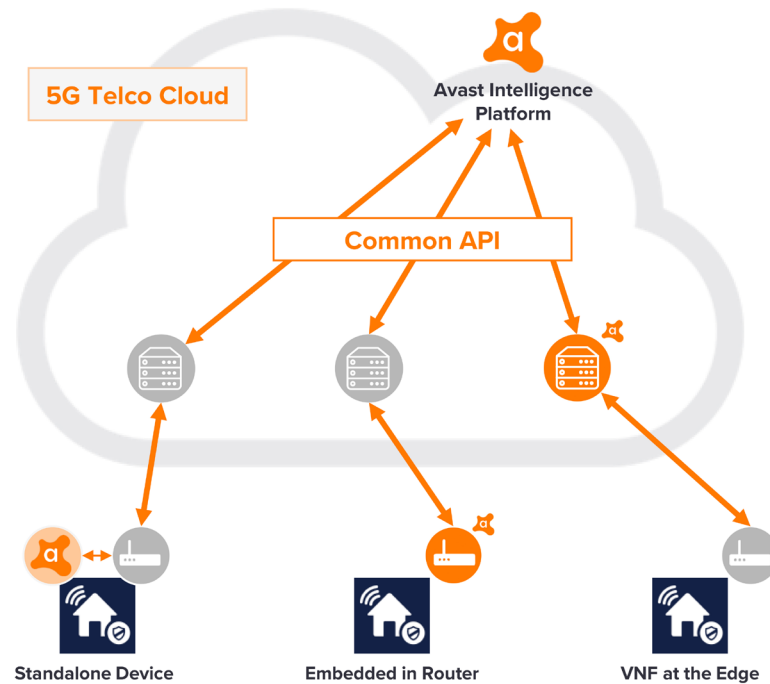 5G Telco Cloud
a
Avast Intelligence
Platform
Common API
a
a
a
Standalone Device
Embedded in Router
VNF at the Edge